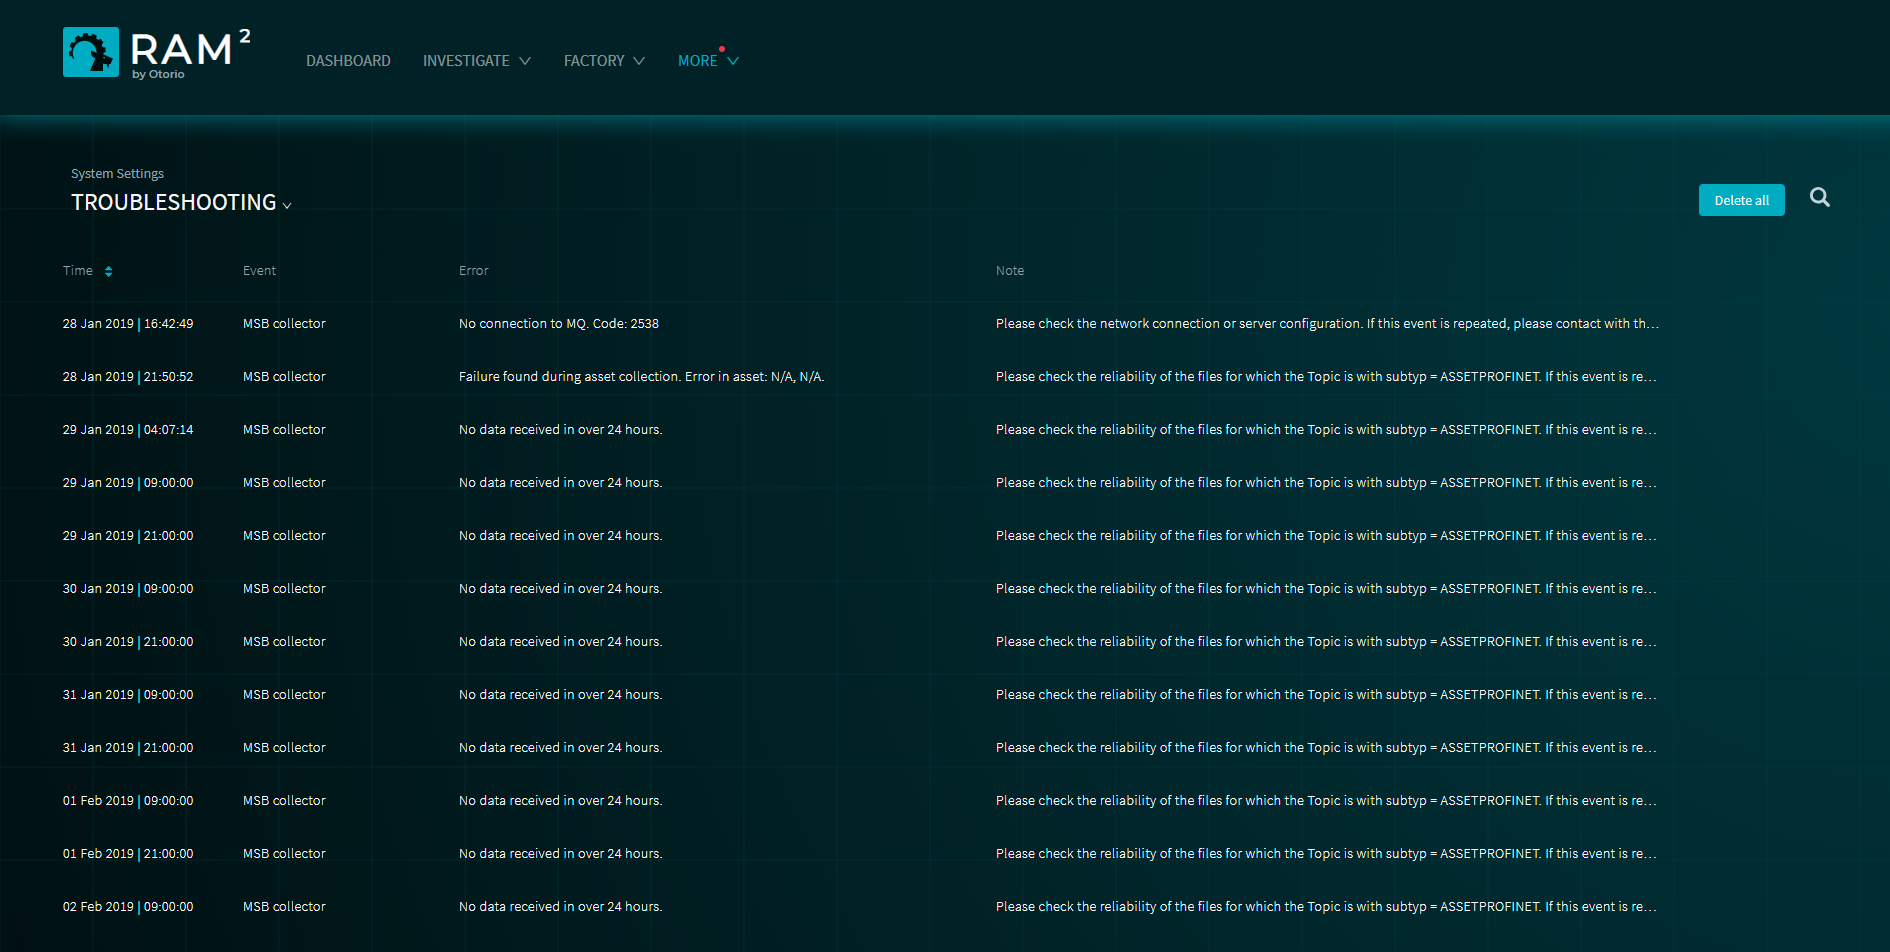 RAM²
by Otorio
DASHBOARD INVESTIGATE FACTORY MORE
System Settings
TROUBLESHOOTING
Delete all
Time Event Error Note
28 Jan 2019 | 16:42:49 MSB collector No connection to MQ. Code: 2538 Please check the network connection or server configuration. If this event is repeated, please contact with th...
28 Jan 2019 | 21:50:52 MSB collector Failure found during asset collection. Error in asset: N/A, N/A. Please check the reliability of the files for which the Topic is with subtyp = ASSETPROFINET. If this event is re...
29 Jan 2019 | 04:07:14 MSB collector No data received in over 24 hours. Please check the reliability of the files for which the Topic is with subtyp = ASSETPROFINET. If this event is re...
29 Jan 2019 | 09:00:00 MSB collector No data received in over 24 hours. Please check the reliability of the files for which the Topic is with subtyp = ASSETPROFINET. If this event is re...
29 Jan 2019 | 21:00:00 MSB collector No data received in over 24 hours. Please check the reliability of the files for which the Topic is with subtyp = ASSETPROFINET. If this event is re...
30 Jan 2019 | 09:00:00 MSB collector No data received in over 24 hours. Please check the reliability of the files for which the Topic is with subtyp = ASSETPROFINET. If this event is re...
30 Jan 2019 | 21:00:00 MSB collector No data received in over 24 hours. Please check the reliability of the files for which the Topic is with subtyp = ASSETPROFINET. If this event is re...
31 Jan 2019 | 09:00:00 MSB collector No data received in over 24 hours. Please check the reliability of the files for which the Topic is with subtyp = ASSETPROFINET. If this event is re...
31 Jan 2019 | 21:00:00 MSB collector No data received in over 24 hours. Please check the reliability of the files for which the Topic is with subtyp = ASSETPROFINET. If this event is re...
01 Feb 2019 | 09:00:00 MSB collector No data received in over 24 hours. Please check the reliability of the files for which the Topic is with subtyp = ASSETPROFINET. If this event is re...
01 Feb 2019 | 21:00:00 MSB collector No data received in over 24 hours. Please check the reliability of the files for which the Topic is with subtyp = ASSETPROFINET. If this event is re...
02 Feb 2019 | 09:00:00 MSB collector No data received in over 24 hours. Please check the reliability of the files for which the Topic is with subtyp = ASSETPROFINET. If this event is re...